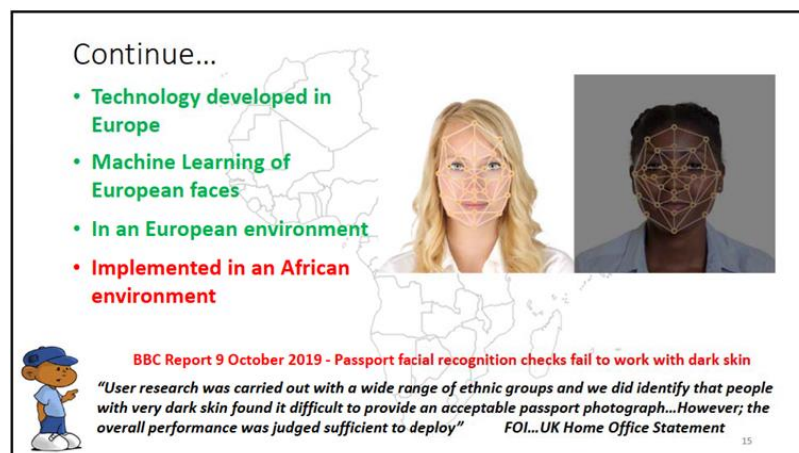 Continue...
• Technology developed in
Europe
• Machine Learning of
European faces
• In an European environment
• Implemented in an African
environment
BBC Report 9 October 2019 - Passport facial recognition checks fail to work with dark skin
"User research was carried out with a wide range of ethnic groups and we did identify that people
with very dark skin found it difficult to provide an acceptable passport photograph...However; the
overall performance was judged sufficient to deploy" FOI...UK Home Office Statement
15